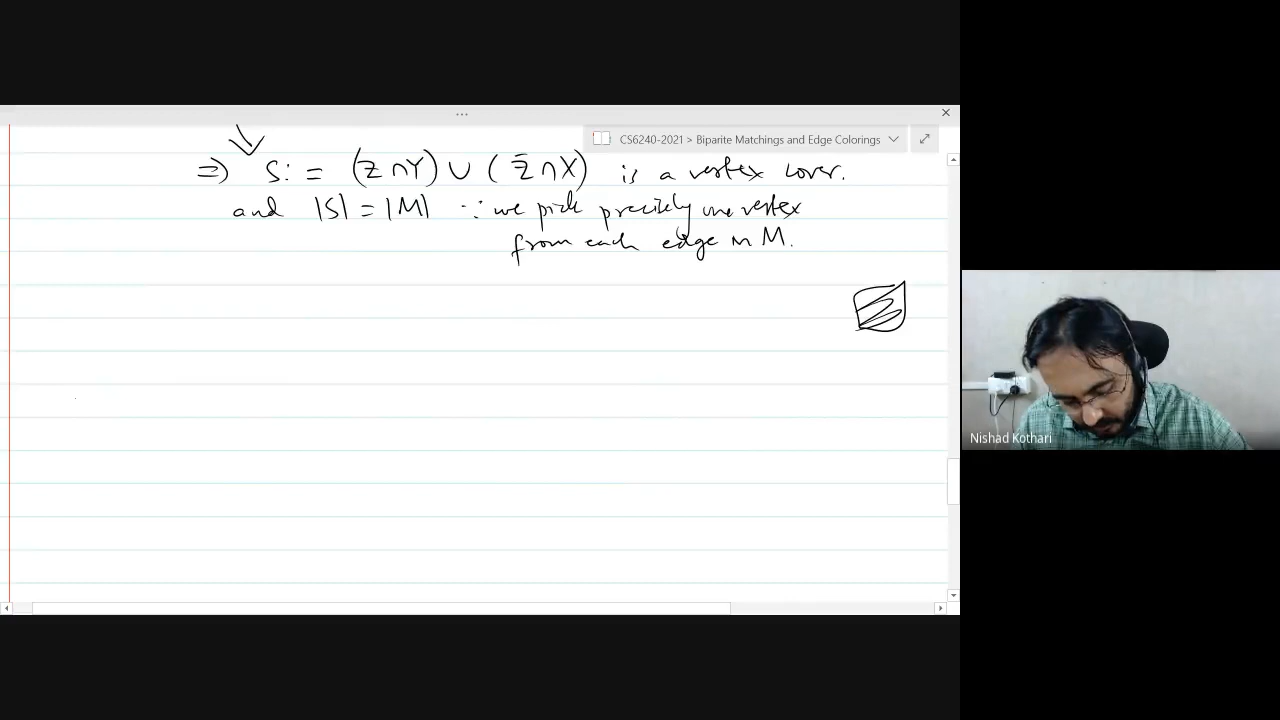 CS6240-2021 > Biparite Matchings and Edge Colorings
⇒) S := (Z ∩ Y) ∪ (Z̄ ∩ X) is a vertex cover.
and |S| = |M| ∵ we pick precisely one vertex
from each edge in M.
Nishad Kothari